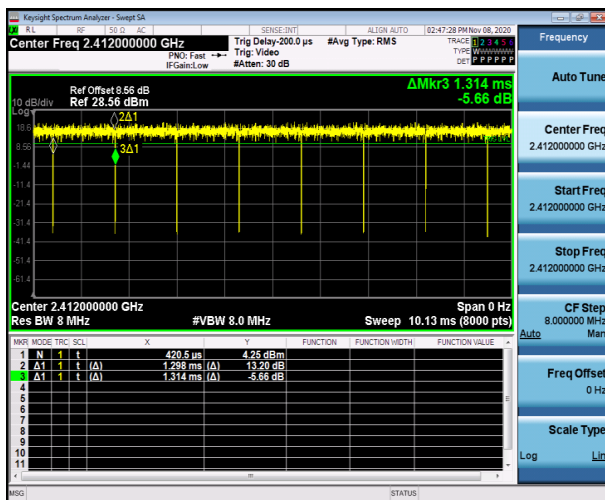 Keysight Spectrum Analyzer - Swept SA
RL RF 50 Ω AC SENSE:INT ALIGN AUTO 02:47:28 PM Nov 08, 2020
Center Freq 2.412000000 GHz
PNO: Fast
IFGain:Low
Trig Delay-200.0 µs
Trig: Video
#Atten: 30 dB
#Avg Type: RMS
TRACE 1 2 3 4 5 6
TYPE W
DET P P P P P P
Frequency
Auto Tune
Center Freq
2.412000000 GHz
Start Freq
2.412000000 GHz
Stop Freq
2.412000000 GHz
CF Step
8.000000 MHz
Auto Man
Freq Offset
0 Hz
Scale Type
Log Lin
10 dB/div
Log
Ref Offset 8.56 dB
Ref 28.56 dBm
ΔMkr3 1.314 ms
-5.66 dB
2Δ1
3Δ1
18.6
8.56
-1.44
-11.4
-21.4
-31.4
-41.4
-51.4
-61.4
Center 2.412000000 GHz
Res BW 8 MHz
#VBW 8.0 MHz
Span 0 Hz
Sweep 10.13 ms (8000 pts)
MKR MODE TRC SCL X Y FUNCTION FUNCTION WIDTH FUNCTION VALUE
1 N 1 t 420.5 µs 4.25 dBm
2 Δ1 1 t (Δ) 1.298 ms (Δ) 13.20 dB
3 Δ1 1 t (Δ) 1.314 ms (Δ) -5.66 dB
4
5
6
7
8
9
10
11
MSG STATUS